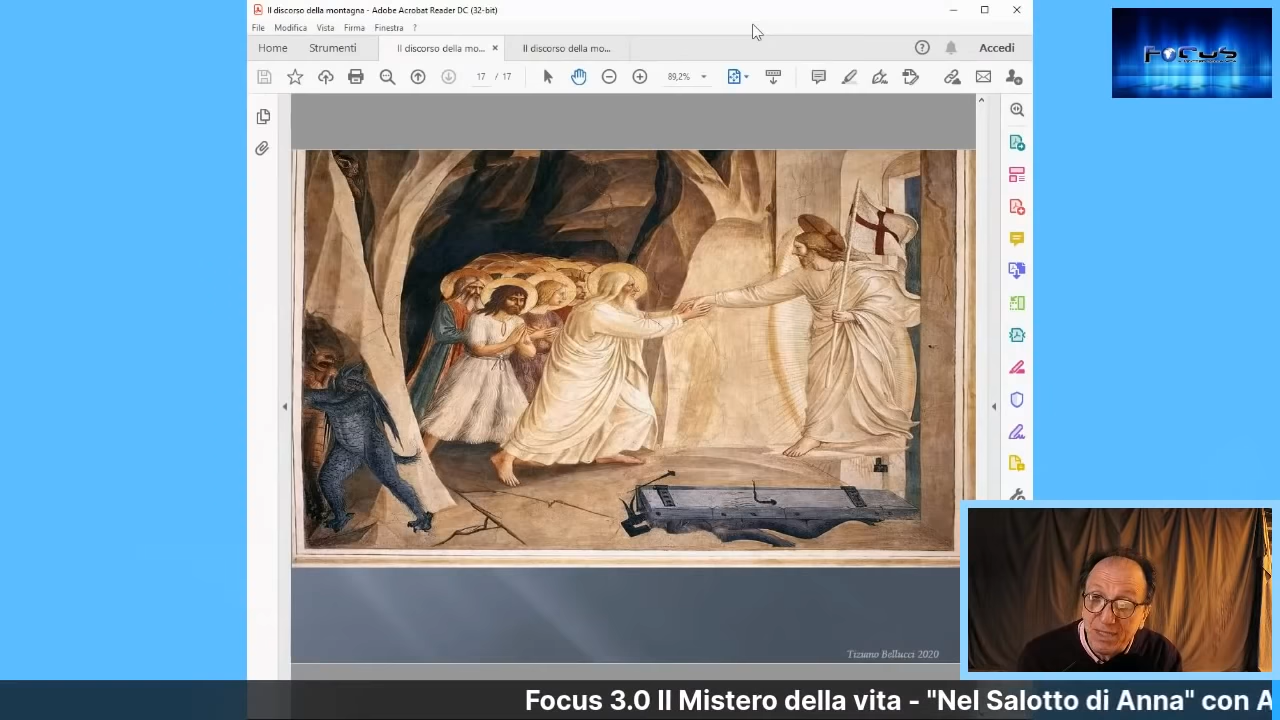 Il discorso della montagna - Adobe Acrobat Reader DC (32-bit)
File Modifica Vista Firma Finestra ?
Home Strumenti Il discorso della mo... × Il discorso della mo... Accedi
17 / 17 89,2%
FOCUS
Tiziano Bellucci 2020
Focus 3.0 Il Mistero della vita - "Nel Salotto di Anna" con A